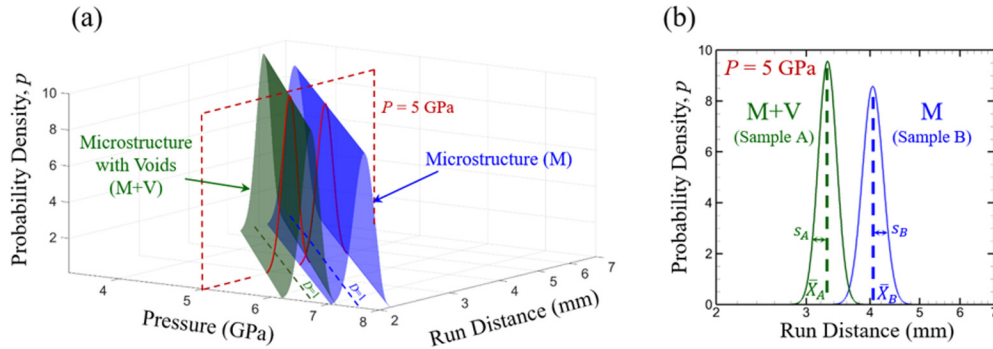 (a)
Probability Density, p
10
8
6
4
2
Microstructure
with Voids
(M+V)
P = 5 GPa
Microstructure (M)
D=1
D=1
4
5
6
7
8
Pressure (GPa)
2
3
4
5
6
7
Run Distance (mm)
(b)
Probability Density, p
10
8
6
4
2
0
P = 5 GPa
M+V
(Sample A)
M
(Sample B)
S_A
S_B
X̄_A
X̄_B
2
3
4
5
6
7
Run Distance (mm)